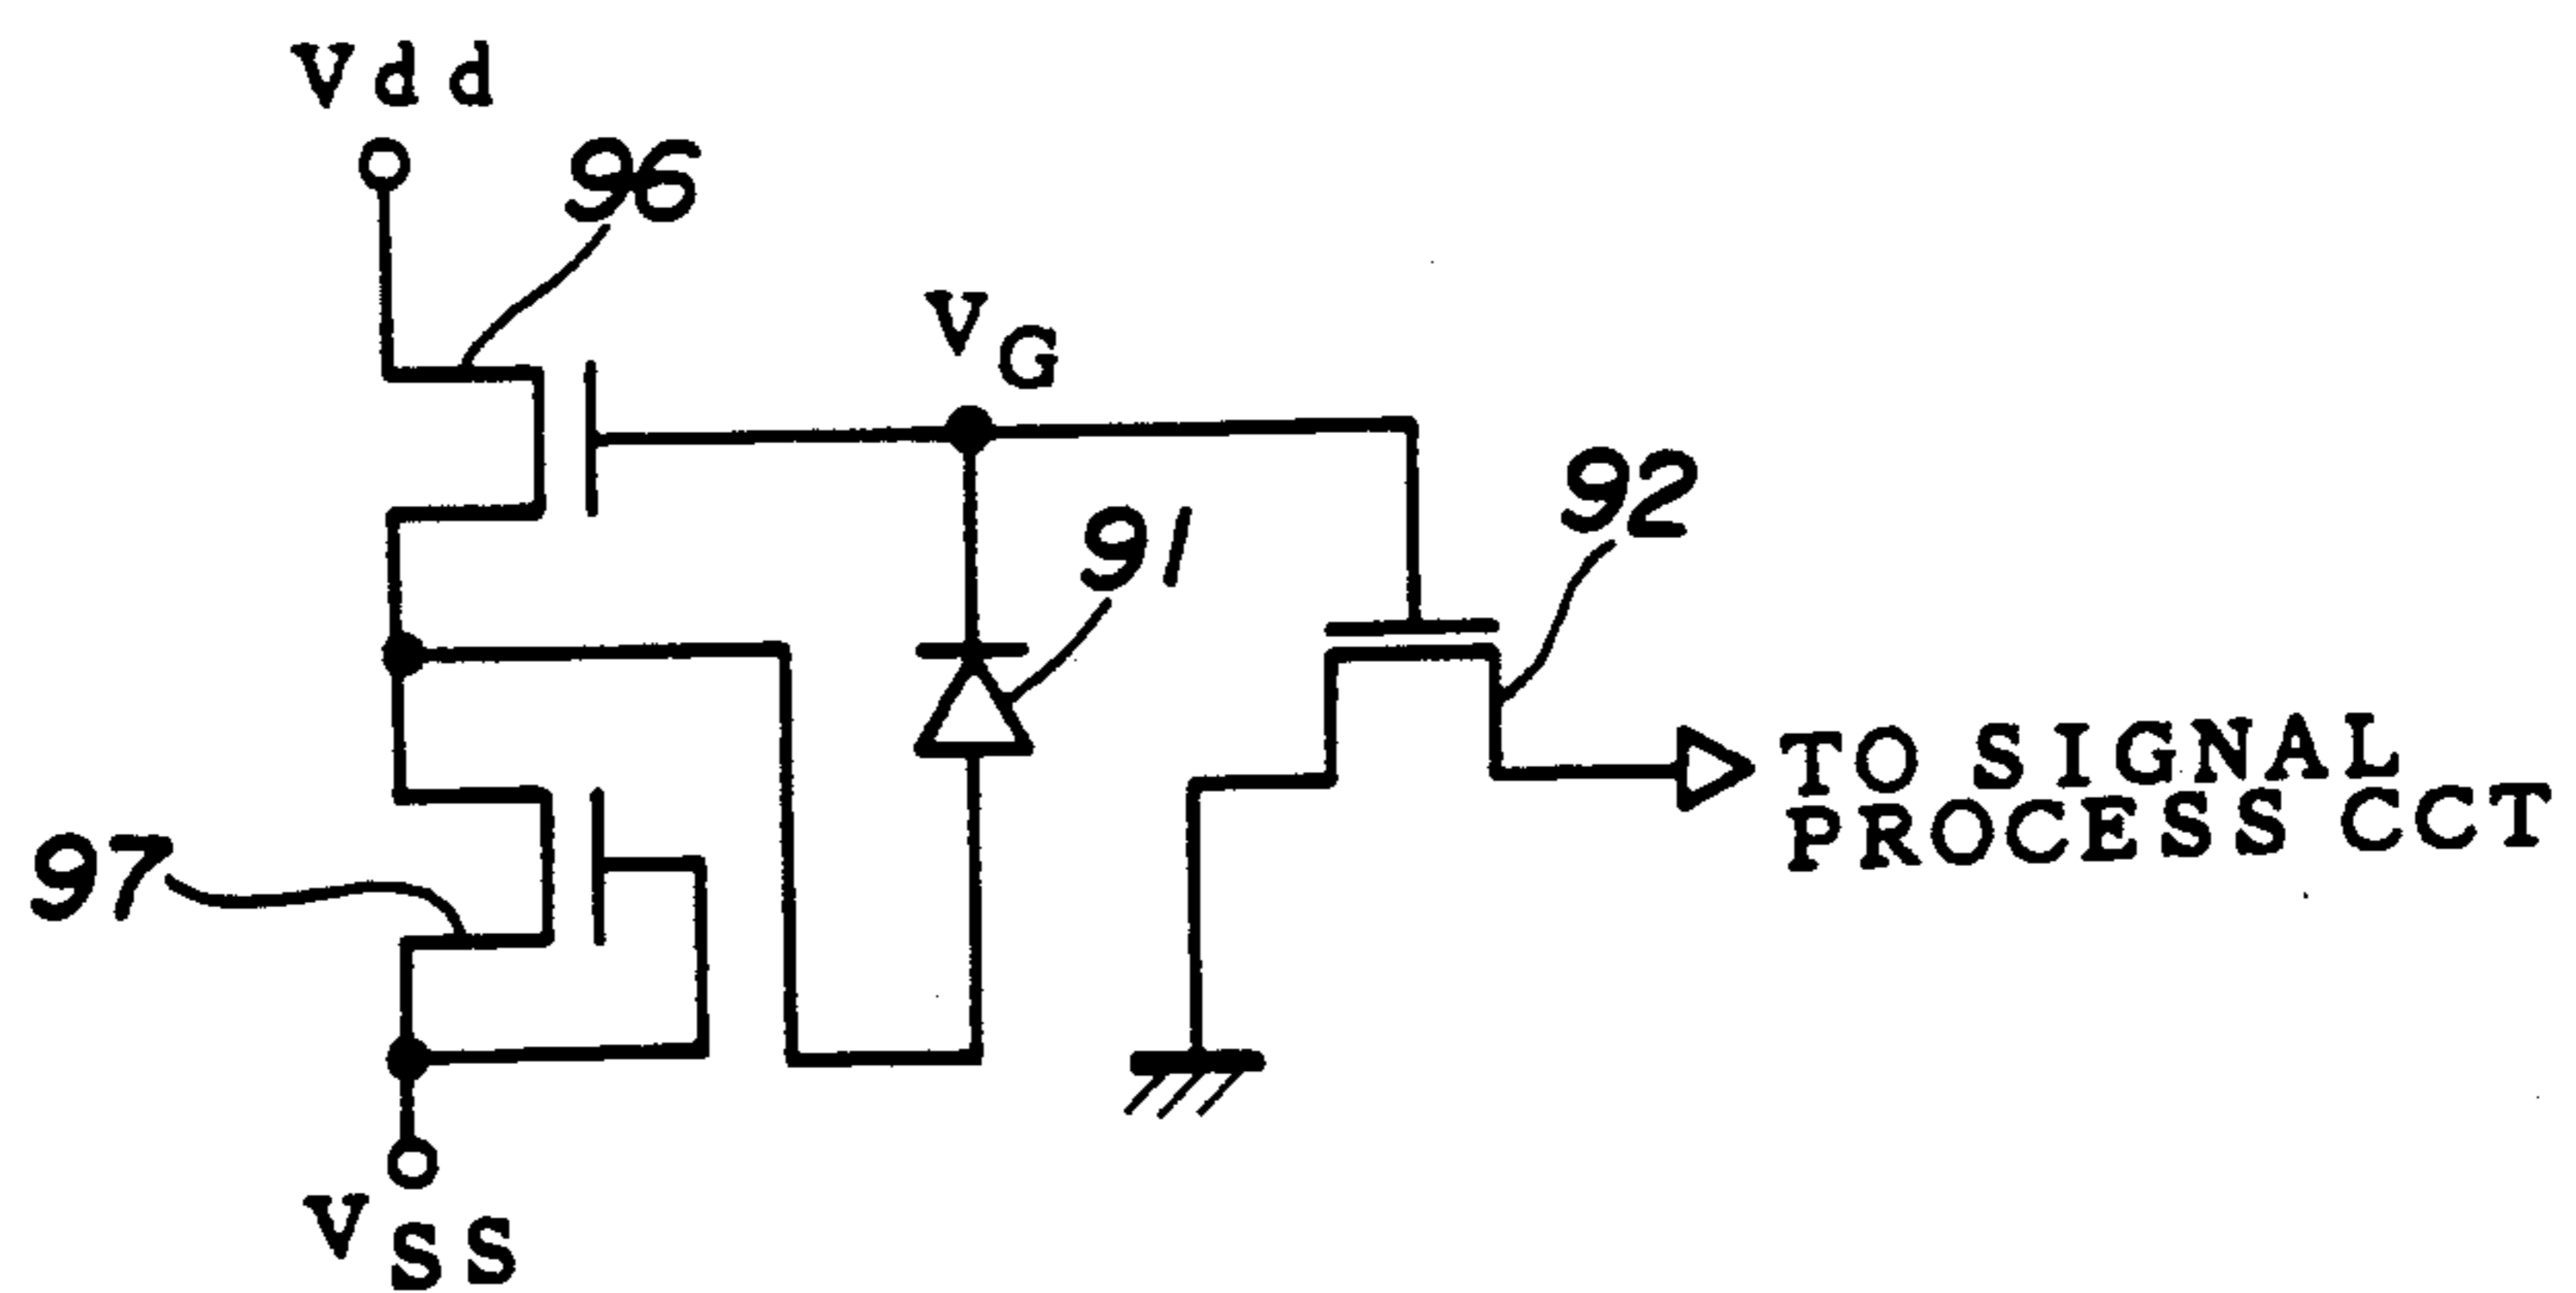 Vdd
96
VG
92
91
TO SIGNAL
PROCESS CCT
97
VSS